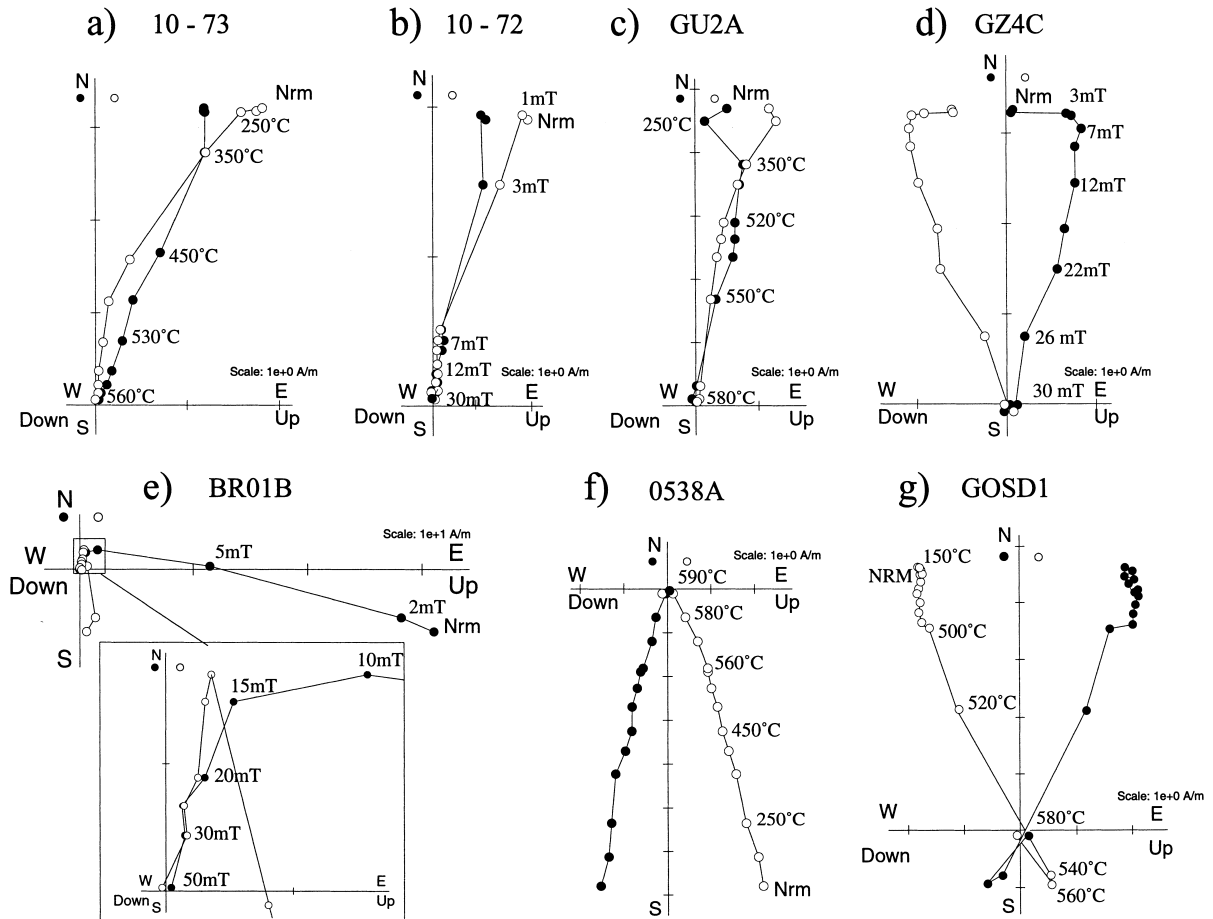 a) 10 - 73
N
Nrm
250°C
350°C
450°C
530°C
560°C
Scale: 1e+0 A/m
W
E
Down
Up
S
b) 10 - 72
N
1mT
Nrm
3mT
7mT
12mT
30mT
Scale: 1e+0 A/m
W
E
Down
Up
S
c) GU2A
N
Nrm
250°C
350°C
520°C
550°C
580°C
Scale: 1e+0 A/m
W
E
Down
Up
S
d) GZ4C
N
Nrm
3mT
7mT
12mT
22mT
26 mT
30 mT
Scale: 1e+0 A/m
W
E
Down
Up
S
e) BR01B
N
Scale: 1e+1 A/m
W
5mT
E
Down
Up
2mT
Nrm
S
N
10mT
15mT
20mT
30mT
50mT
W
E
Down
Up
S
f) 0538A
N
590°C
Scale: 1e+0 A/m
W
E
Down
Up
580°C
560°C
450°C
250°C
Nrm
S
g) GOSD1
N
150°C
NRM
500°C
520°C
Scale: 1e+0 A/m
580°C
W
E
Down
Up
540°C
560°C
S